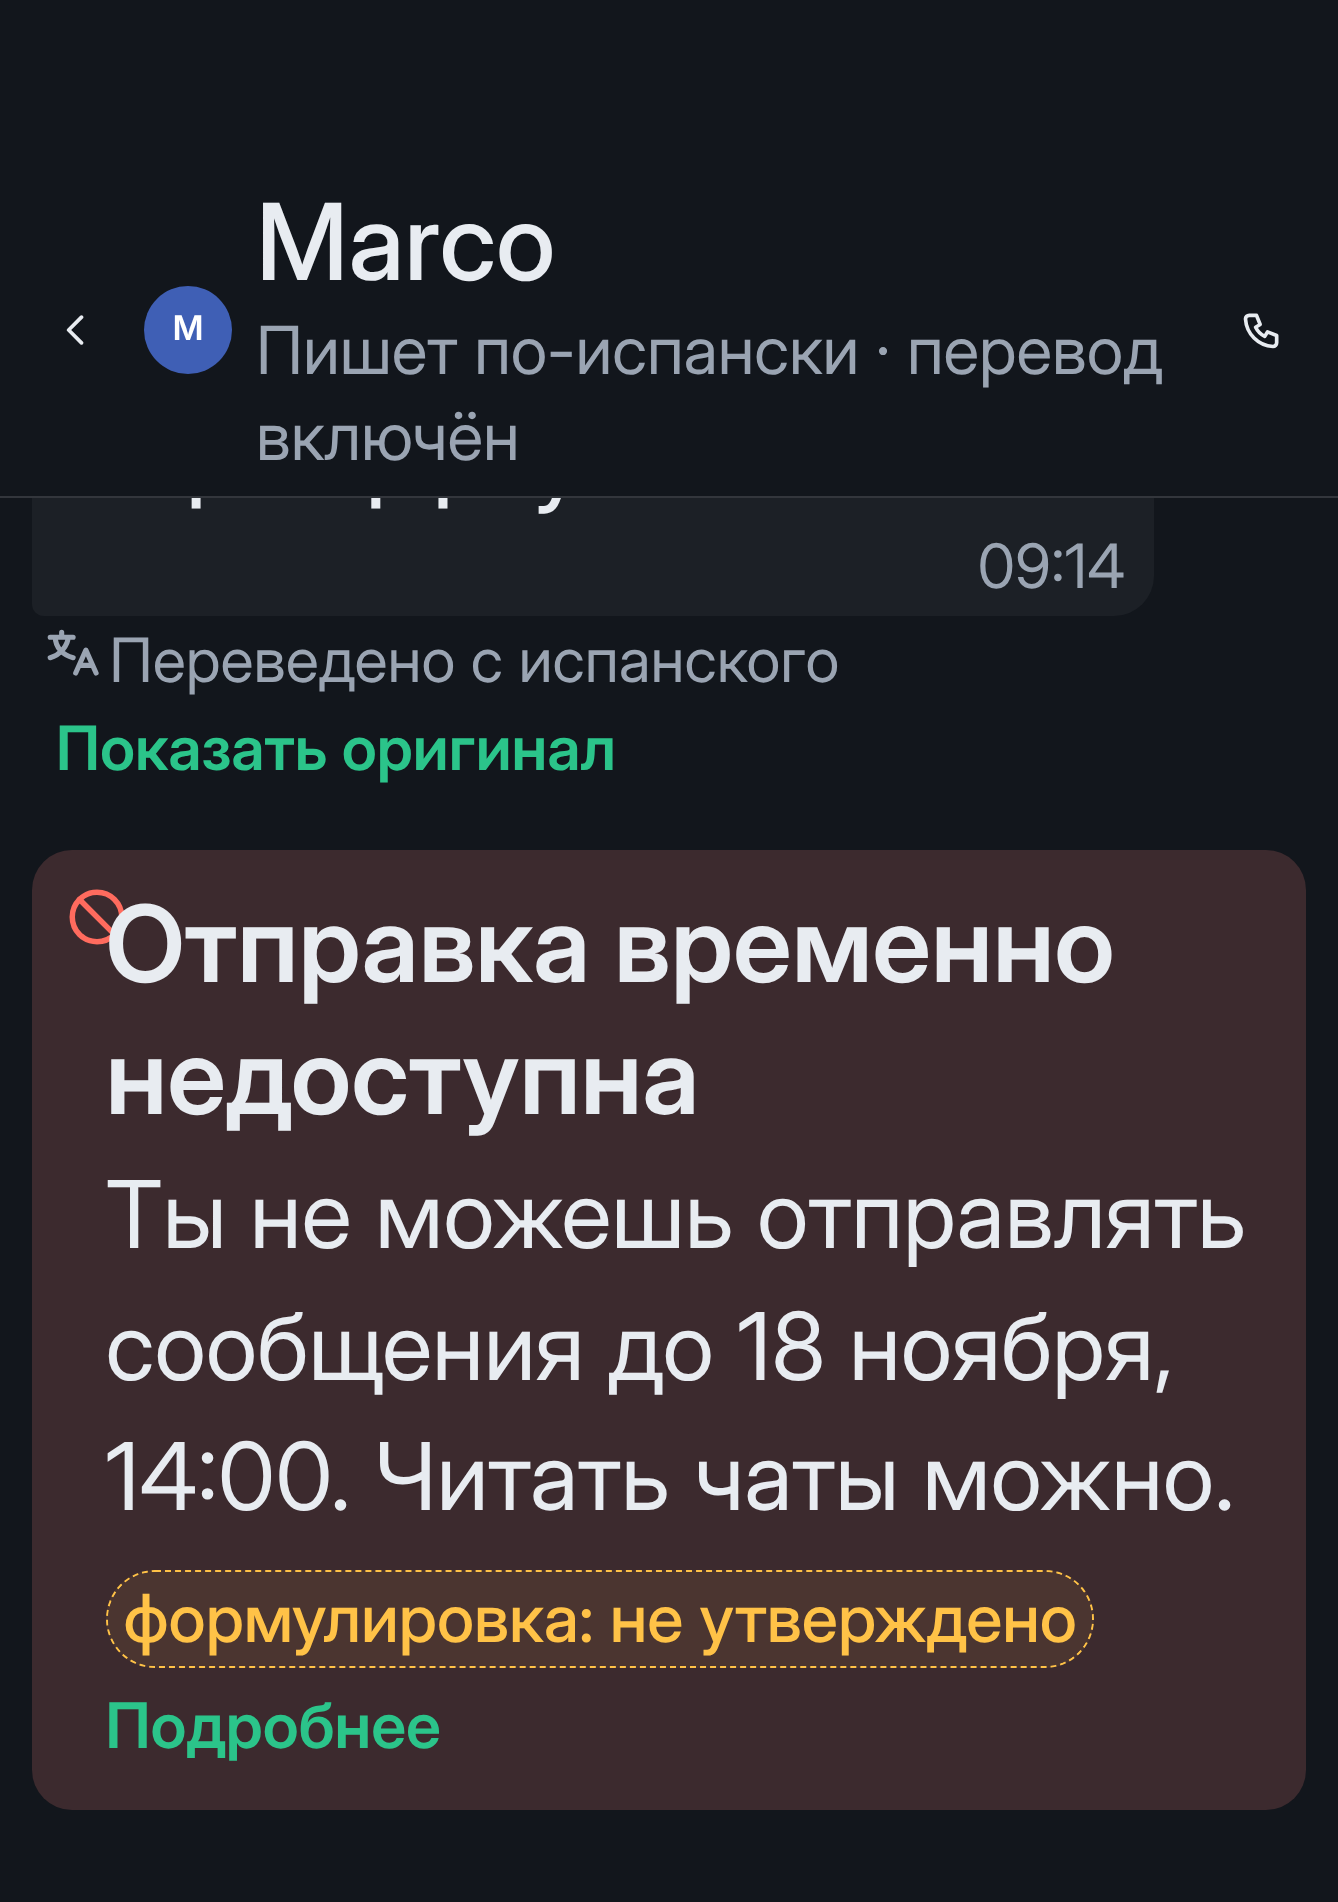 Marco
M
Пишет по-испански · перевод
включён
09:14
Переведено с испанского
Показать оригинал
Отправка временно
недоступна
Ты не можешь отправлять
сообщения до 18 ноября,
14:00. Читать чаты можно.
формулировка: не утверждено
Подробнее